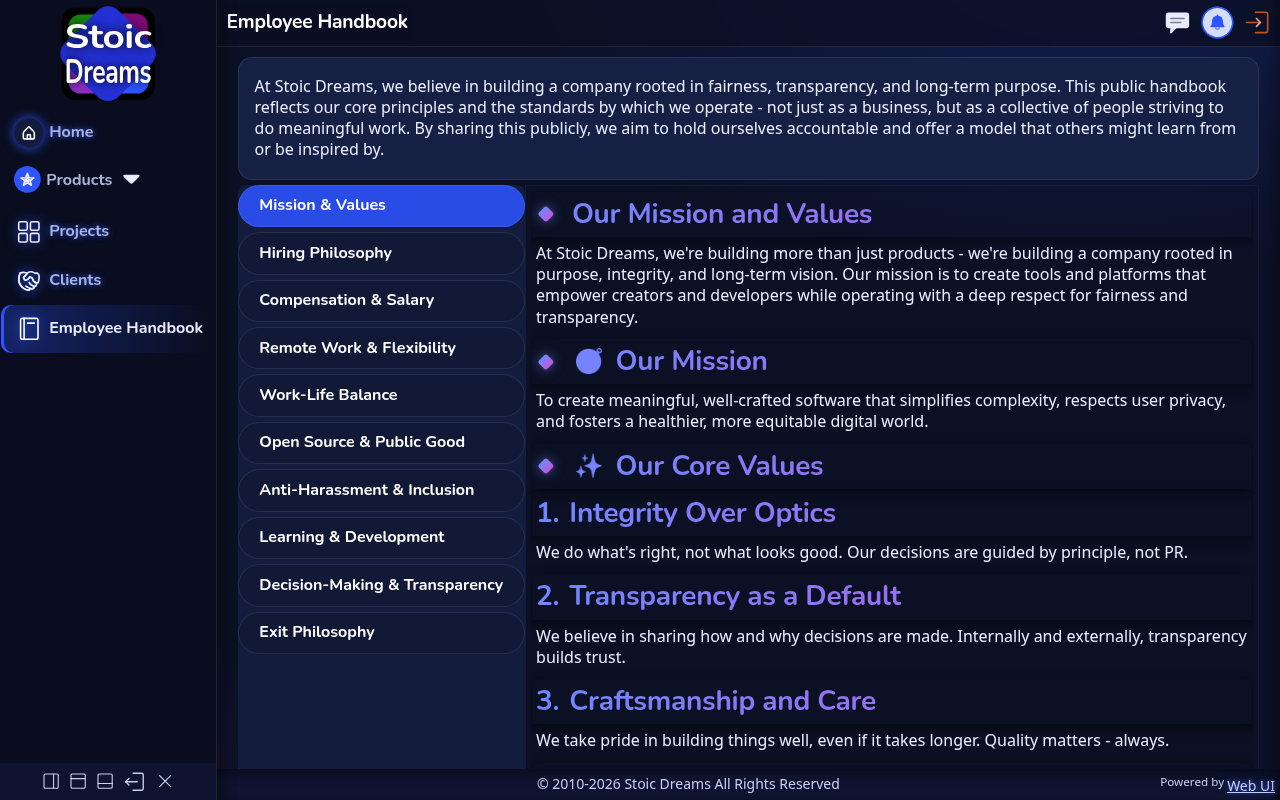 Stoic
Dreams
Home
Products
Projects
Clients
Employee Handbook
Employee Handbook
At Stoic Dreams, we believe in building a company rooted in fairness, transparency, and long-term purpose. This public handbook
reflects our core principles and the standards by which we operate - not just as a business, but as a collective of people striving to
do meaningful work. By sharing this publicly, we aim to hold ourselves accountable and offer a model that others might learn from
or be inspired by.
Mission & Values
Hiring Philosophy
Compensation & Salary
Remote Work & Flexibility
Work-Life Balance
Open Source & Public Good
Anti-Harassment & Inclusion
Learning & Development
Decision-Making & Transparency
Exit Philosophy
Our Mission and Values
At Stoic Dreams, we're building more than just products - we're building a company rooted in
purpose, integrity, and long-term vision. Our mission is to create tools and platforms that
empower creators and developers while operating with a deep respect for fairness and
transparency.
Our Mission
To create meaningful, well-crafted software that simplifies complexity, respects user privacy,
and fosters a healthier, more equitable digital world.
Our Core Values
1. Integrity Over Optics
We do what's right, not what looks good. Our decisions are guided by principle, not PR.
2. Transparency as a Default
We believe in sharing how and why decisions are made. Internally and externally, transparency
builds trust.
3. Craftsmanship and Care
We take pride in building things well, even if it takes longer. Quality matters - always.
© 2010-2026 Stoic Dreams All Rights Reserved
Powered by Web UI